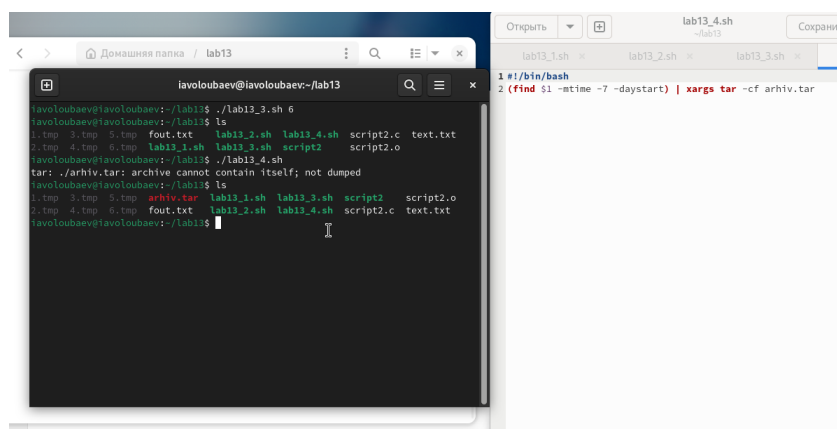 Домашняя папка / lab13
iavoloubaev@iavoloubaev:~/lab13
iavoloubaev@iavoloubaev:~/lab13$ ./lab13_3.sh 6
iavoloubaev@iavoloubaev:~/lab13$ ls
1.tmp 3.tmp 5.tmp fout.txt lab13_2.sh lab13_4.sh script2.c text.txt
2.tmp 4.tmp 6.tmp lab13_1.sh lab13_3.sh script2 script2.o
iavoloubaev@iavoloubaev:~/lab13$ ./lab13_4.sh
tar: ./arhiv.tar: archive cannot contain itself; not dumped
iavoloubaev@iavoloubaev:~/lab13$ ls
1.tmp 3.tmp 5.tmp arhiv.tar lab13_1.sh lab13_3.sh script2 script2.o
2.tmp 4.tmp 6.tmp fout.txt lab13_2.sh lab13_4.sh script2.c text.txt
iavoloubaev@iavoloubaev:~/lab13$
Открыть lab13_4.sh Сохрани
~/lab13
lab13_1.sh lab13_2.sh lab13_3.sh
1 #!/bin/bash
2 (find $1 -mtime -7 -daystart) | xargs tar -cf arhiv.tar